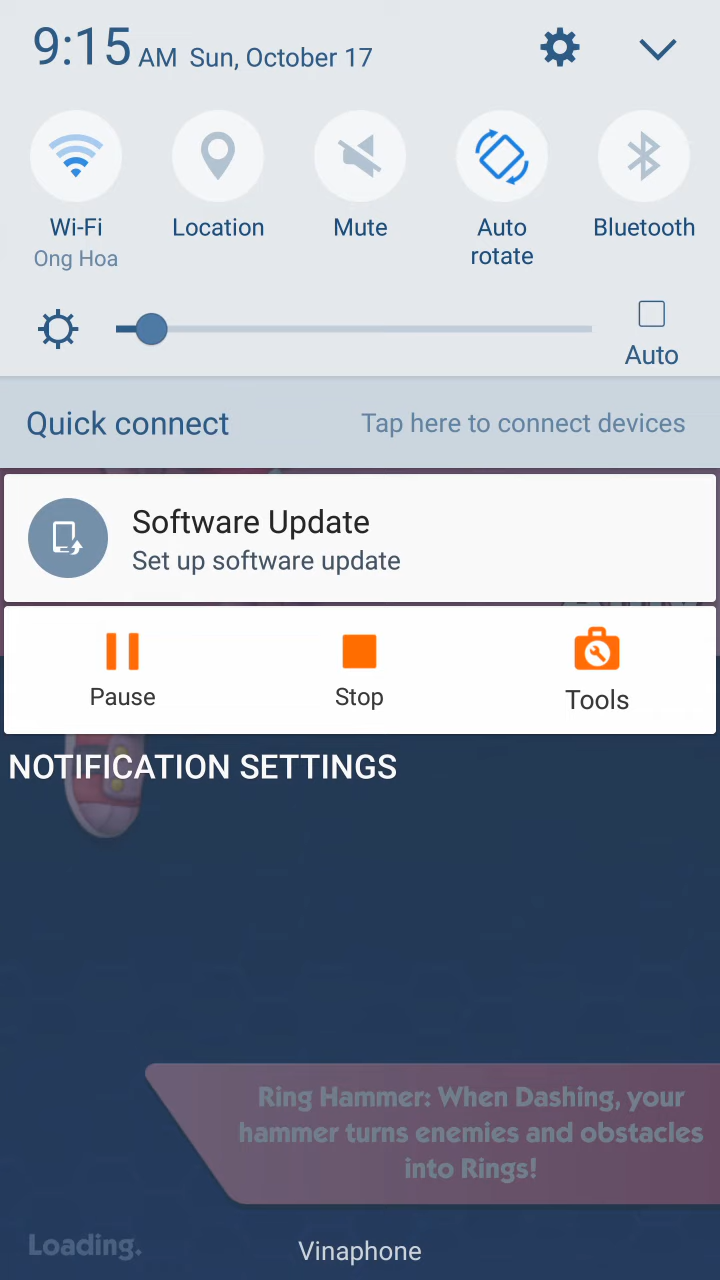 9:15 AM Sun, October 17
Wi-Fi
Ong Hoa
Location
Mute
Auto
rotate
Bluetooth
Auto
Quick connect
Tap here to connect devices
Software Update
Set up software update
Pause
Stop
Tools
NOTIFICATION SETTINGS
Ring Hammer: When Dashing, your
hammer turns enemies and obstacles
into Rings!
Loading.
Vinaphone